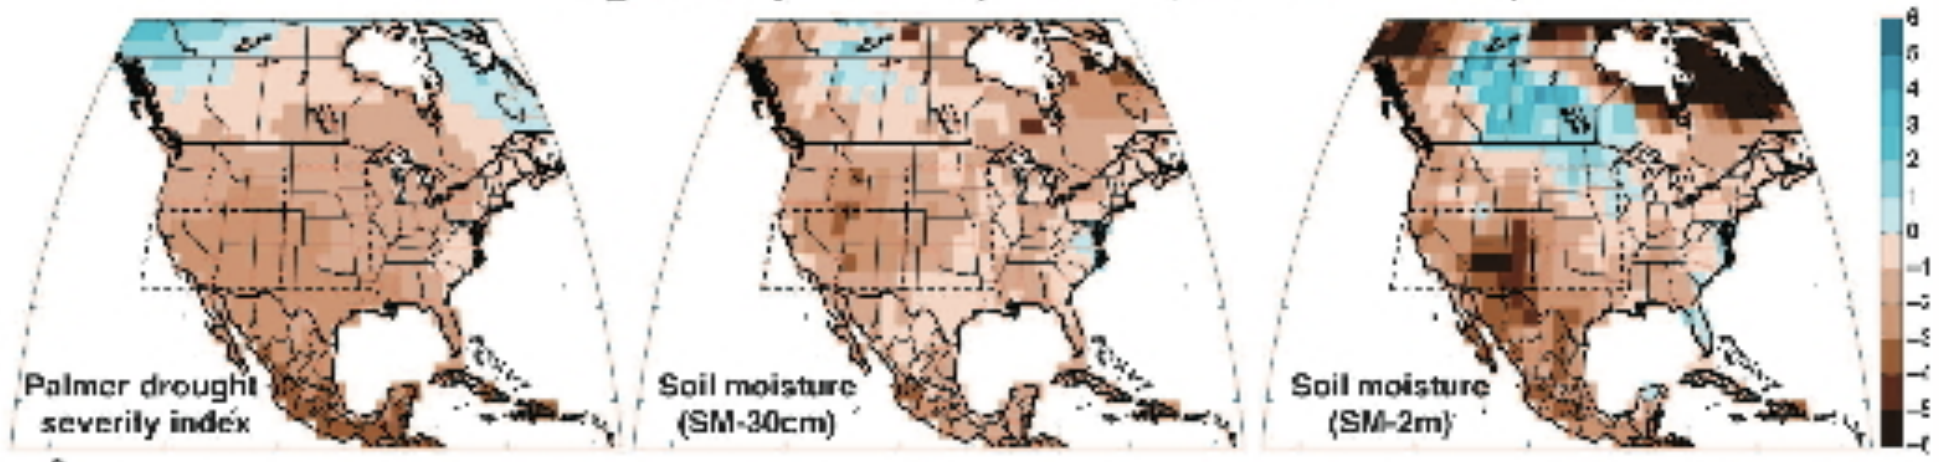 Palmer drought
severity index
Soil moisture
(SM-30cm)
Soil moisture
(SM-2m)
6
5
4
3
2
1
0
-1